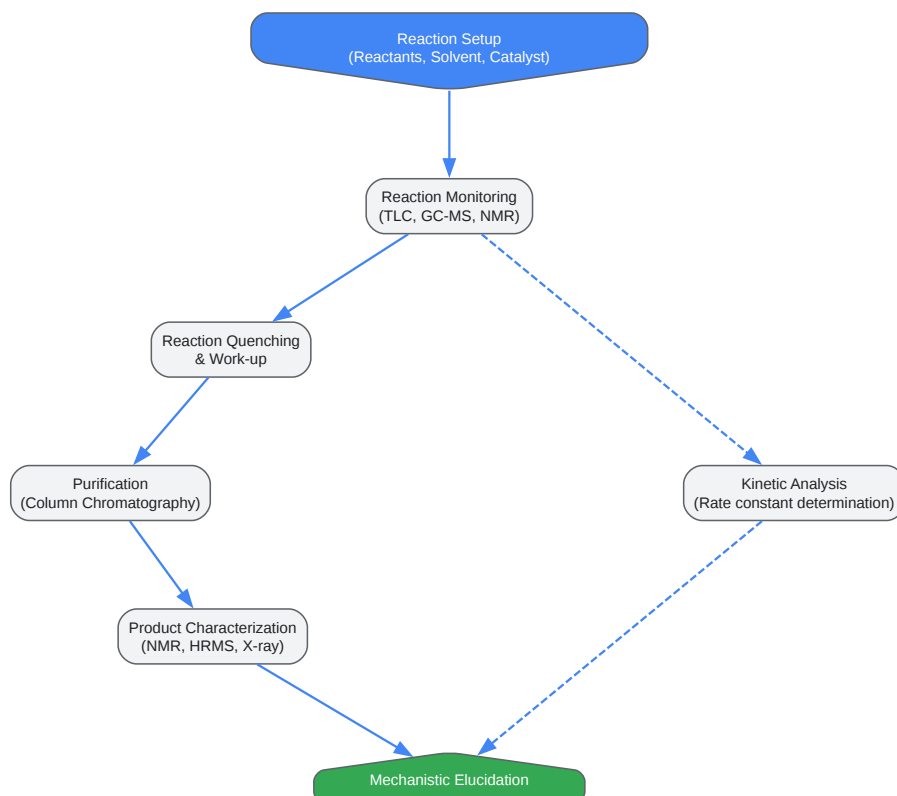 Reaction Setup
(Reactants, Solvent, Catalyst)
Reaction Monitoring
(TLC, GC-MS, NMR)
Reaction Quenching
& Work-up
Purification
(Column Chromatography)
Kinetic Analysis
(Rate constant determination)
Product Characterization
(NMR, HRMS, X-ray)
Mechanistic Elucidation